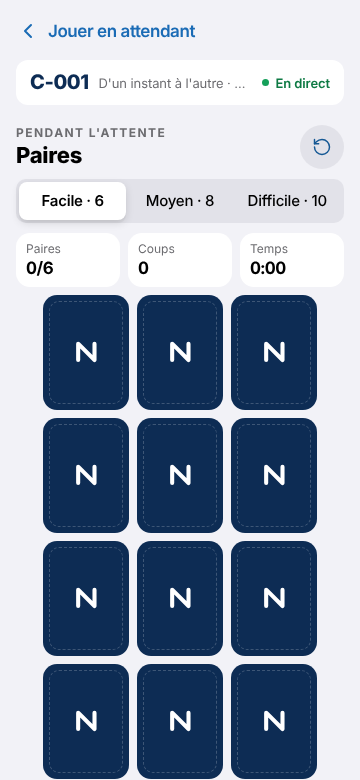 Jouer en attendant
C-001 D'un instant à l'autre · ... En direct
PENDANT L'ATTENTE
Paires
Facile · 6 Moyen · 8 Difficile · 10
Paires Coups Temps
0/6 0 0:00
N N N
N N N
N N N
N N N